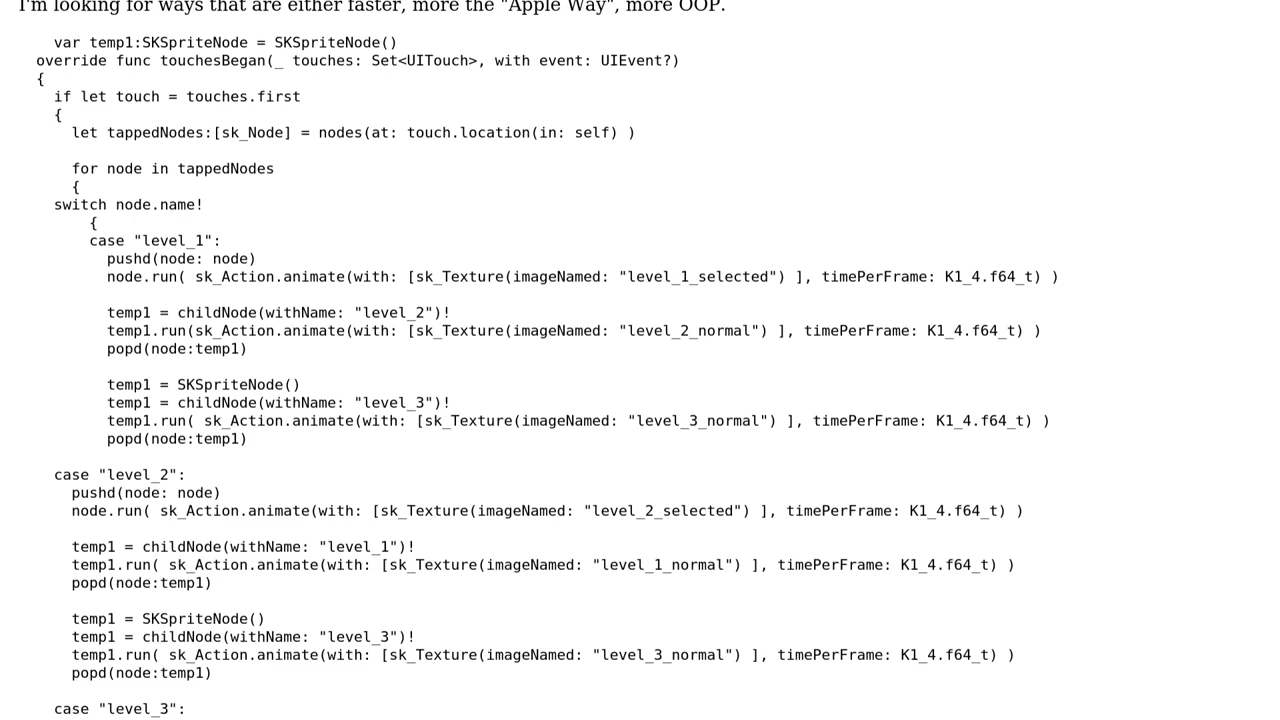 I'm looking for ways that are either faster, more the "Apple Way", more OOP.
var temp1:SKSpriteNode = SKSpriteNode()
override func touchesBegan(_ touches: Set<UITouch>, with event: UIEvent?)
{
if let touch = touches.first
{
let tappedNodes:[sk_Node] = nodes(at: touch.location(in: self) )
for node in tappedNodes
{
switch node.name!
{
case "level_1":
pushd(node: node)
node.run( sk_Action.animate(with: [sk_Texture(imageNamed: "level_1_selected") ], timePerFrame: K1_4.f64_t) )
temp1 = childNode(withName: "level_2")!
temp1.run(sk_Action.animate(with: [sk_Texture(imageNamed: "level_2_normal") ], timePerFrame: K1_4.f64_t) )
popd(node:temp1)
temp1 = SKSpriteNode()
temp1 = childNode(withName: "level_3")!
temp1.run( sk_Action.animate(with: [sk_Texture(imageNamed: "level_3_normal") ], timePerFrame: K1_4.f64_t) )
popd(node:temp1)
case "level_2":
pushd(node: node)
node.run( sk_Action.animate(with: [sk_Texture(imageNamed: "level_2_selected") ], timePerFrame: K1_4.f64_t) )
temp1 = childNode(withName: "level_1")!
temp1.run( sk_Action.animate(with: [sk_Texture(imageNamed: "level_1_normal") ], timePerFrame: K1_4.f64_t) )
popd(node:temp1)
temp1 = SKSpriteNode()
temp1 = childNode(withName: "level_3")!
temp1.run( sk_Action.animate(with: [sk_Texture(imageNamed: "level_3_normal") ], timePerFrame: K1_4.f64_t) )
popd(node:temp1)
case "level_3":